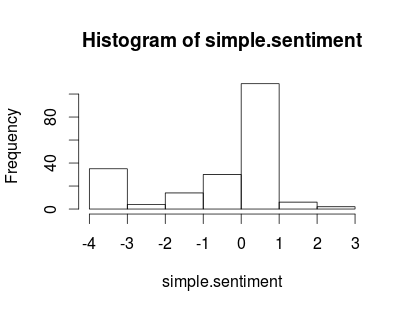 Histogram of simple.sentiment
Frequency
80
40
0
-4 -3 -2 -1 0 1 2 3
simple.sentiment